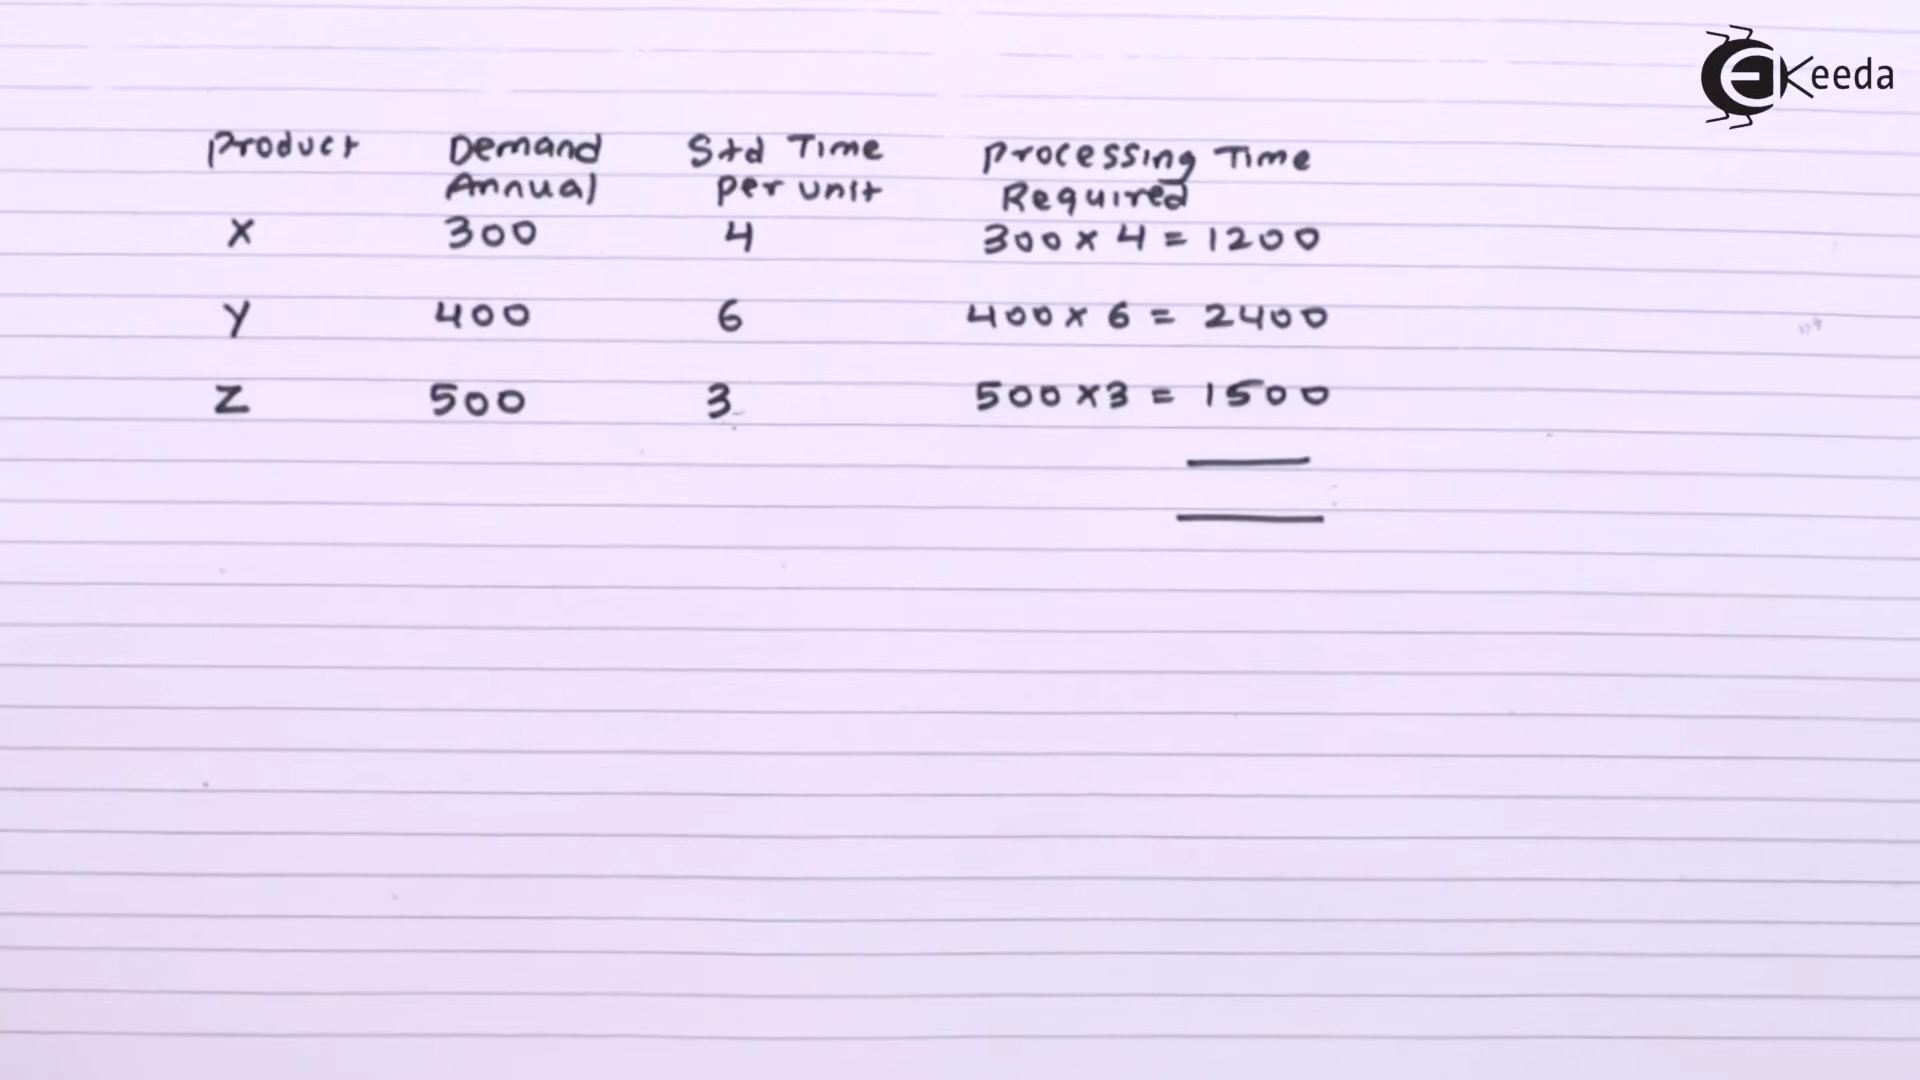 EKeeda
Product Demand Std Time Processing Time
Annual per unit Required
X 300 4 300 x 4 = 1200
Y 400 6 400 x 6 = 2400
Z 500 3 500 x 3 = 1500